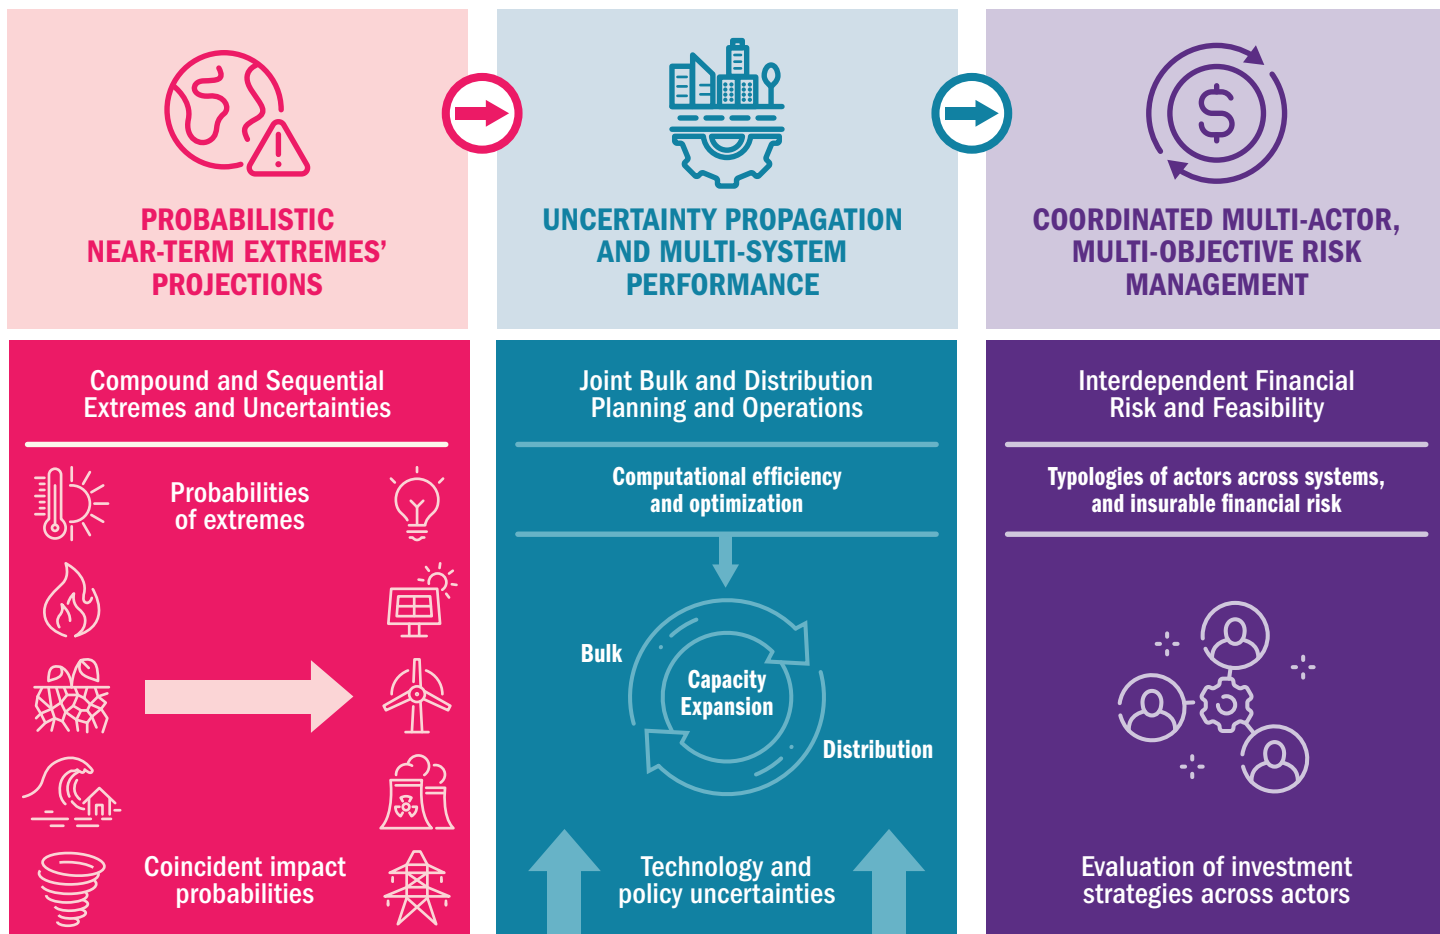 PROBABILISTIC
NEAR-TERM EXTREMES’
PROJECTIONS
UNCERTAINTY PROPAGATION
AND MULTI-SYSTEM
PERFORMANCE
COORDINATED MULTI-ACTOR,
MULTI-OBJECTIVE RISK
MANAGEMENT
Compound and Sequential
Extremes and Uncertainties
Probabilities
of extremes
Coincident impact
probabilities
Joint Bulk and Distribution
Planning and Operations
Computational efficiency
and optimization
Bulk
Capacity
Expansion
Distribution
Technology and
policy uncertainties
Interdependent Financial
Risk and Feasibility
Typologies of actors across systems,
and insurable financial risk
Evaluation of investment
strategies across actors